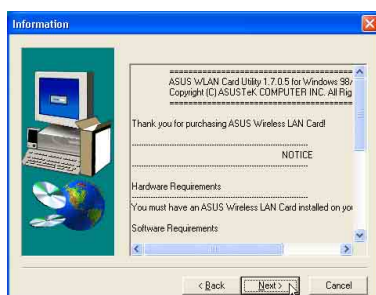 Information
ASUS WLAN Card Utility 1.7.0.5 for Windows 98/
Copyright (C) ASUSTeK COMPUTER INC. All Rig
Thank you for purchasing ASUS Wireless LAN Card!
NOTICE
Hardware Requirements
You must have an ASUS Wireless LAN Card installed on you
Software Requirements
< Back Next > Cancel